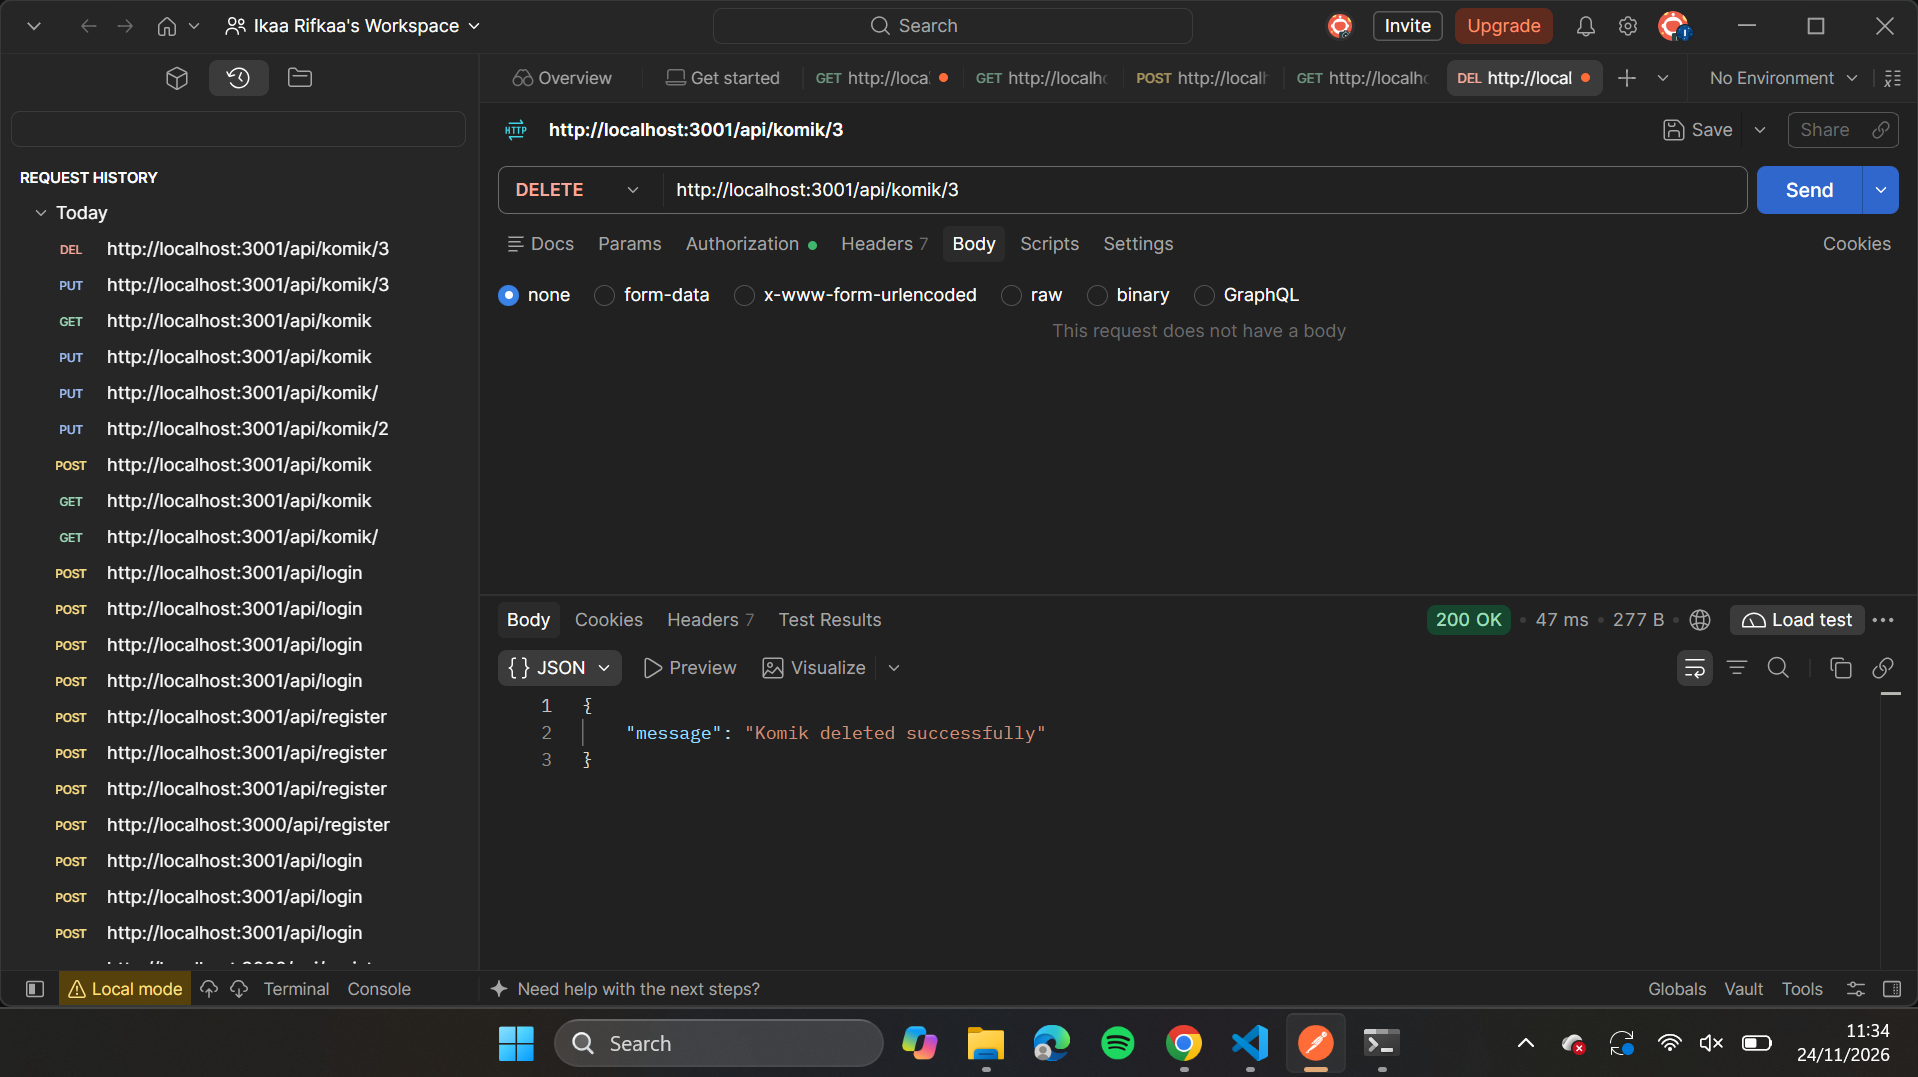 Ikaa Rifkaa's Workspace
Search
Invite
Upgrade
Overview
Get started
GET http://loca
GET http://localh
POST http://locall
GET http://localh
DEL http://local
No Environment
HTTP http://localhost:3001/api/komik/3
Save
Share
DELETE
http://localhost:3001/api/komik/3
Send
Docs
Params
Authorization
Headers 7
Body
Scripts
Settings
Cookies
none
form-data
x-www-form-urlencoded
raw
binary
GraphQL
This request does not have a body
REQUEST HISTORY
Today
DEL http://localhost:3001/api/komik/3
PUT http://localhost:3001/api/komik/3
GET http://localhost:3001/api/komik
PUT http://localhost:3001/api/komik
PUT http://localhost:3001/api/komik/
PUT http://localhost:3001/api/komik/2
POST http://localhost:3001/api/komik
GET http://localhost:3001/api/komik
GET http://localhost:3001/api/komik/
POST http://localhost:3001/api/login
POST http://localhost:3001/api/login
POST http://localhost:3001/api/login
POST http://localhost:3001/api/login
POST http://localhost:3001/api/register
POST http://localhost:3001/api/register
POST http://localhost:3001/api/register
POST http://localhost:3000/api/register
POST http://localhost:3001/api/login
POST http://localhost:3001/api/login
POST http://localhost:3001/api/login
Body
Cookies
Headers 7
Test Results
200 OK
47 ms
277 B
Load test
{} JSON
Preview
Visualize
1 {
2 "message": "Komik deleted successfully"
3 }
Local mode
Terminal
Console
Need help with the next steps?
Globals
Vault
Tools
Search
11:34
24/11/2026